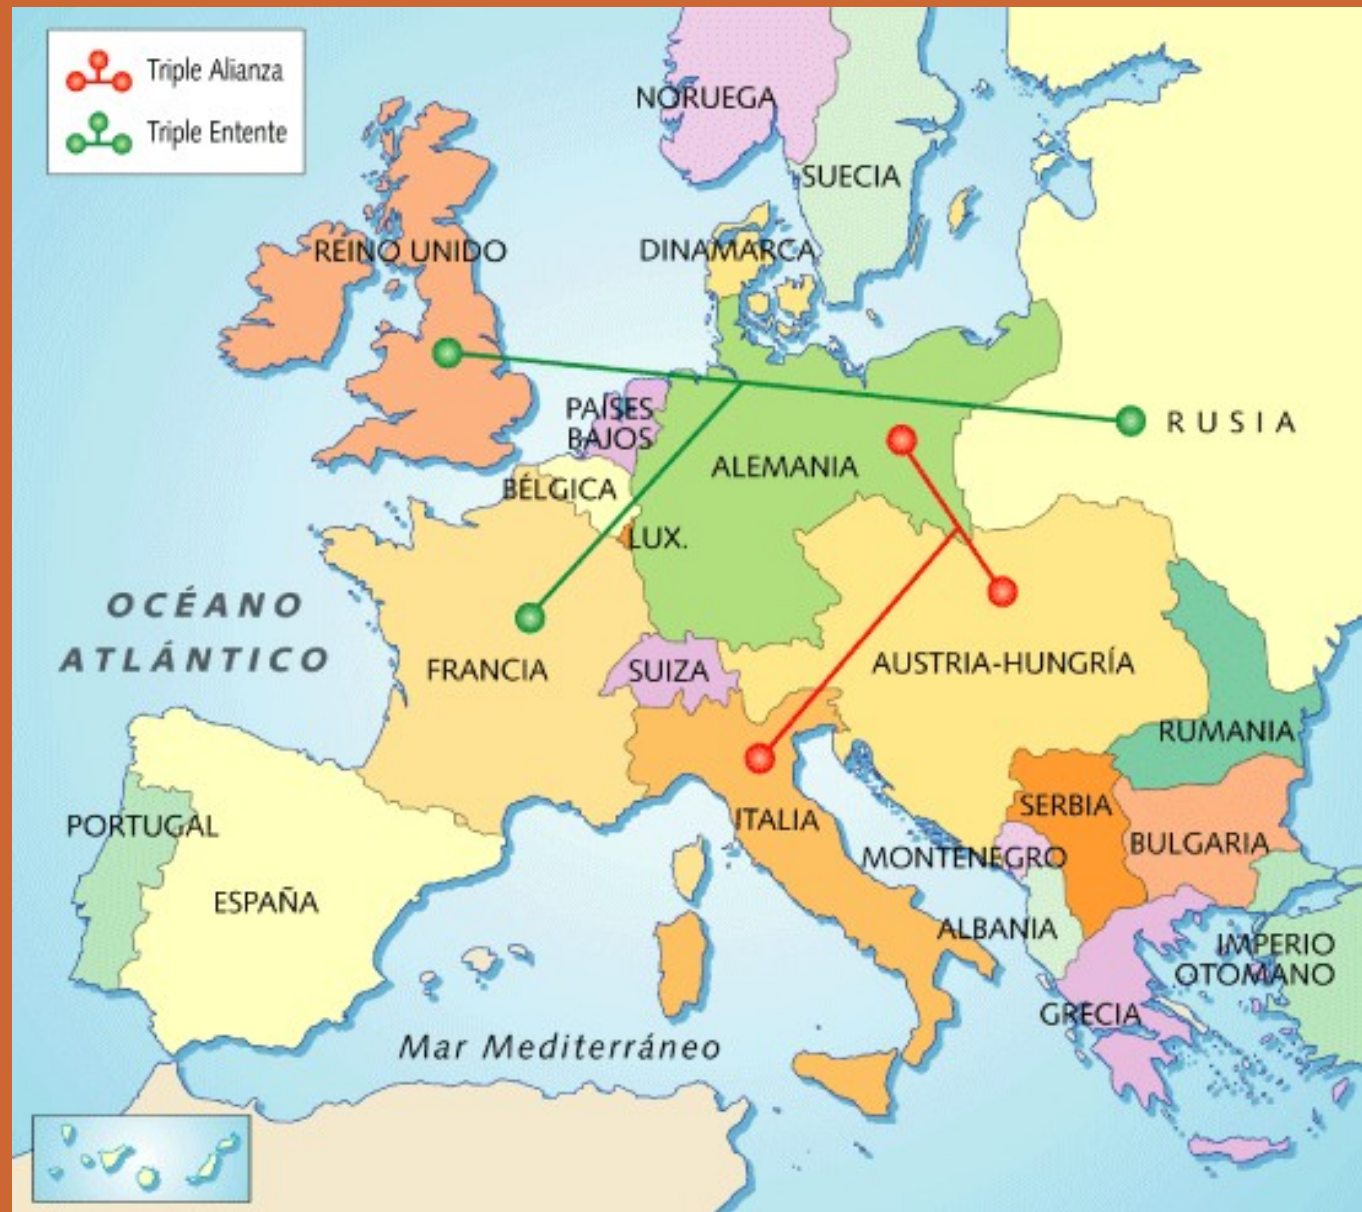 Triple Alianza
Triple Entente
NORUEGA
SUECIA
REINO UNIDO
DINAMARCA
PAÍSES
BAJOS
RUSIA
ALEMANIA
BÉLGICA
LUX.
OCÉANO
ATLÁNTICO
FRANCIA
SUIZA
AUSTRIA-HUNGRÍA
RUMANIA
PORTUGAL
ITALIA
SERBIA
BULGARIA
MONTENEGRO
ESPAÑA
ALBANIA
IMPERIO
OTOMANO
GRECIA
Mar Mediterráneo